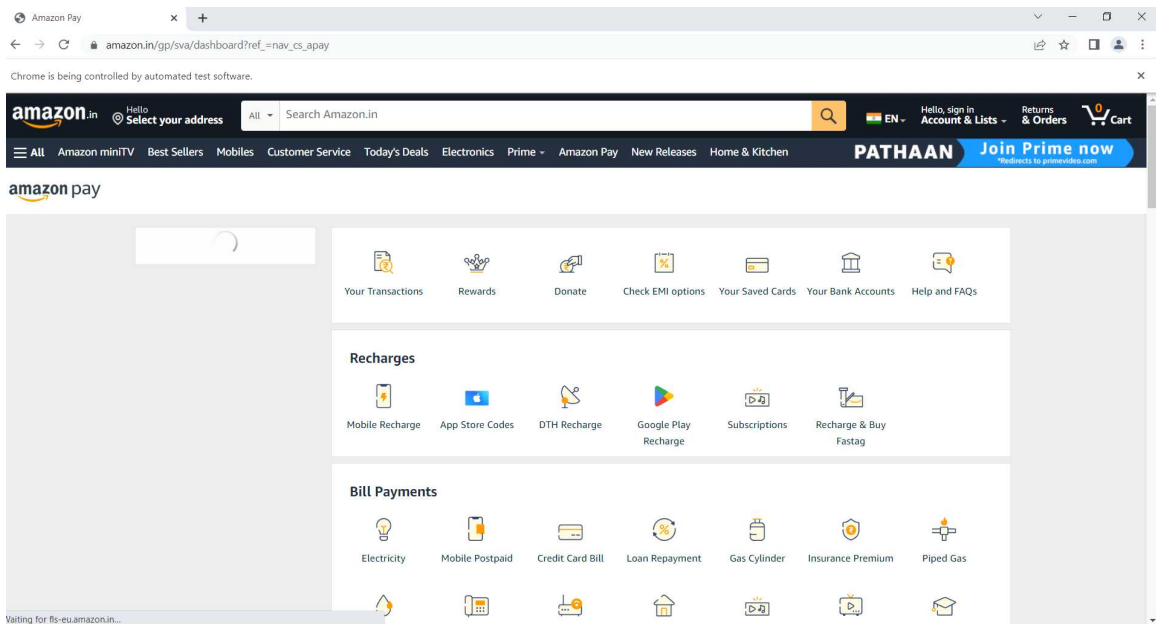 Amazon Pay
amazon.in/gp/sva/dashboard?ref_=nav_cs_apay
Chrome is being controlled by automated test software.
amazon.in
Hello
Select your address
All
Search Amazon.in
EN
Hello, sign in
Account & Lists
Returns
& Orders
0
Cart
All Amazon miniTV Best Sellers Mobiles Customer Service Today's Deals Electronics Prime Amazon Pay New Releases Home & Kitchen
PATHAAN
Join Prime now
*Redirects to primevideo.com
amazon pay
Your Transactions Rewards Donate Check EMI options Your Saved Cards Your Bank Accounts Help and FAQs
Recharges
Mobile Recharge App Store Codes DTH Recharge Google Play Subscriptions Recharge & Buy
Recharge Fastag
Bill Payments
Electricity Mobile Postpaid Credit Card Bill Loan Repayment Gas Cylinder Insurance Premium Piped Gas
Waiting for fls-eu.amazon.in...